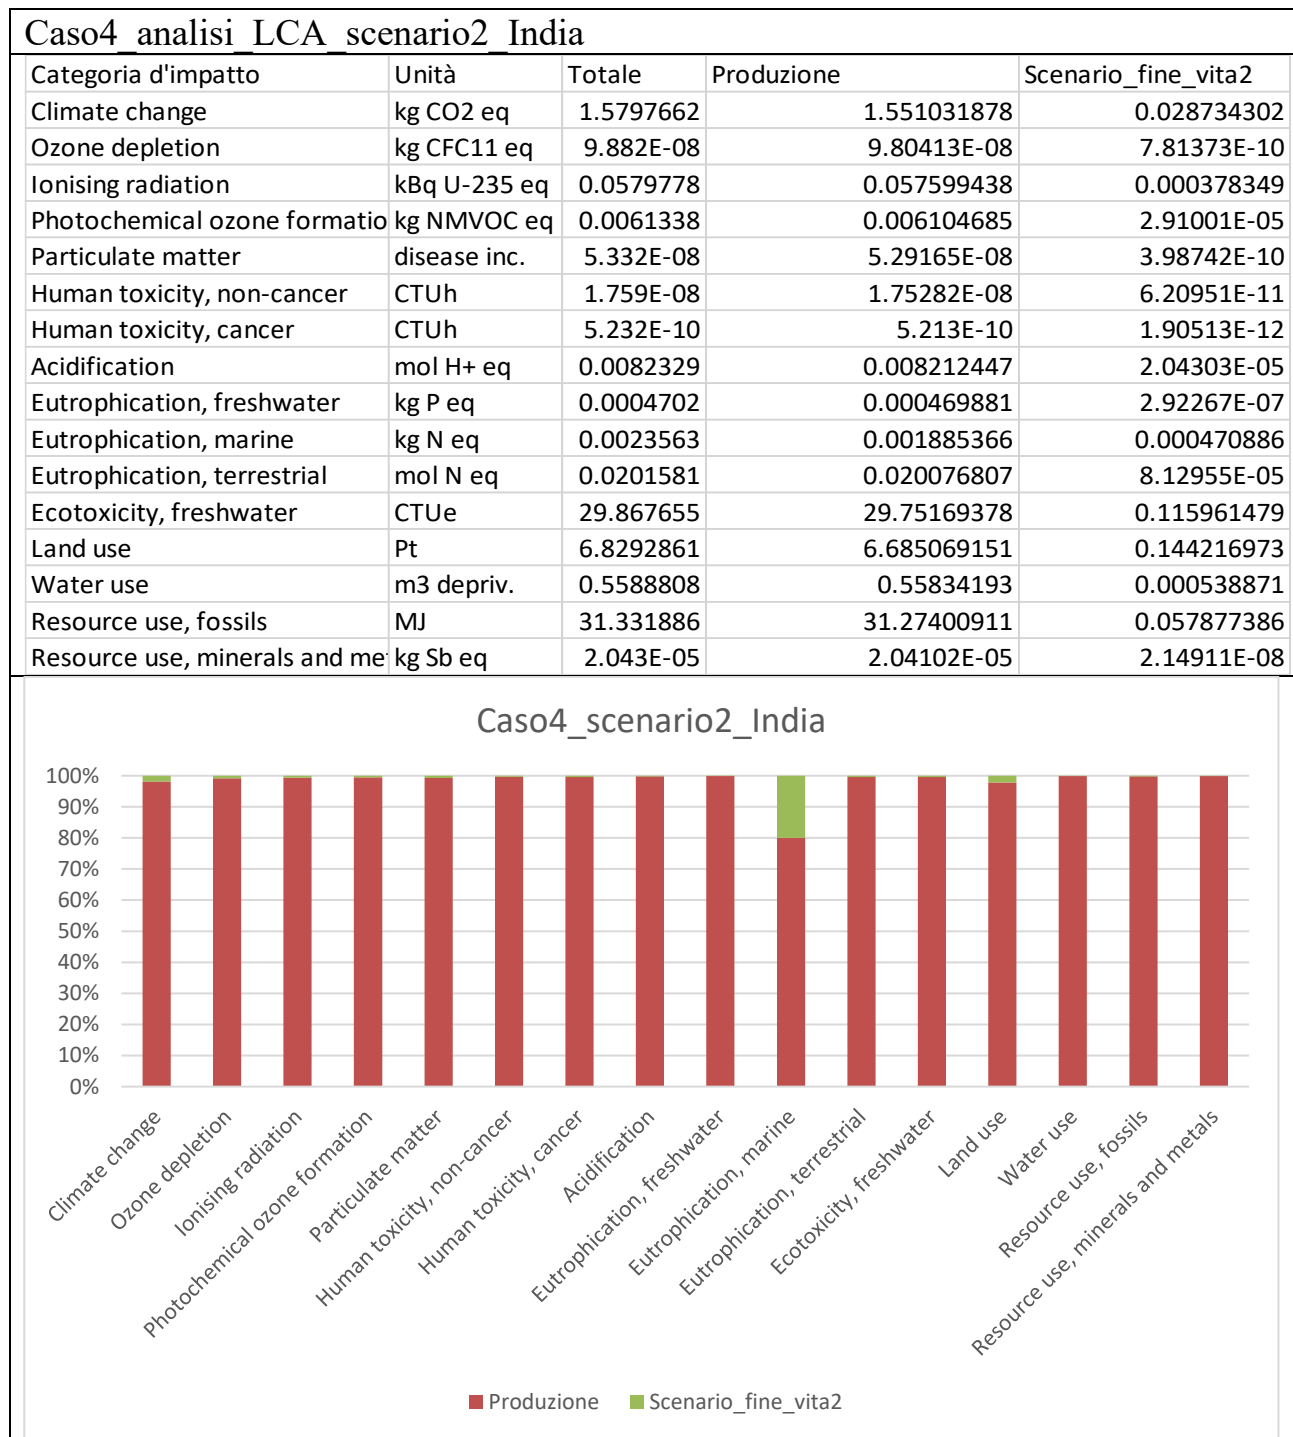 Caso4_analisi_LCA_scenario2_India
Categoria d'impatto Unità Totale Produzione Scenario_fine_vita2
Climate change kg CO2 eq 1.5797662 1.551031878 0.028734302
Ozone depletion kg CFC11 eq 9.882E-08 9.80413E-08 7.81373E-10
Ionising radiation kBq U-235 eq 0.0579778 0.057599438 0.000378349
Photochemical ozone formatio kg NMVOC eq 0.0061338 0.006104685 2.91001E-05
Particulate matter disease inc. 5.332E-08 5.29165E-08 3.98742E-10
Human toxicity, non-cancer CTUh 1.759E-08 1.75282E-08 6.20951E-11
Human toxicity, cancer CTUh 5.232E-10 5.213E-10 1.90513E-12
Acidification mol H+ eq 0.0082329 0.008212447 2.04303E-05
Eutrophication, freshwater kg P eq 0.0004702 0.000469881 2.92267E-07
Eutrophication, marine kg N eq 0.0023563 0.001885366 0.000470886
Eutrophication, terrestrial mol N eq 0.0201581 0.020076807 8.12955E-05
Ecotoxicity, freshwater CTUe 29.867655 29.75169378 0.115961479
Land use Pt 6.8292861 6.685069151 0.144216973
Water use m3 depriv. 0.5588808 0.55834193 0.000538871
Resource use, fossils MJ 31.331886 31.27400911 0.057877386
Resource use, minerals and me kg Sb eq 2.043E-05 2.04102E-05 2.14911E-08
Caso4_scenario2_India
100%
90%
80%
70%
60%
50%
40%
30%
20%
10%
0%
Climate change
Ozone depletion
Ionising radiation
Photochemical ozone formation
Particulate matter
Human toxicity, non-cancer
Human toxicity, cancer
Acidification
Eutrophication, freshwater
Eutrophication, marine
Eutrophication, terrestrial
Ecotoxicity, freshwater
Land use
Water use
Resource use, fossils
Resource use, minerals and metals
Produzione Scenario_fine_vita2